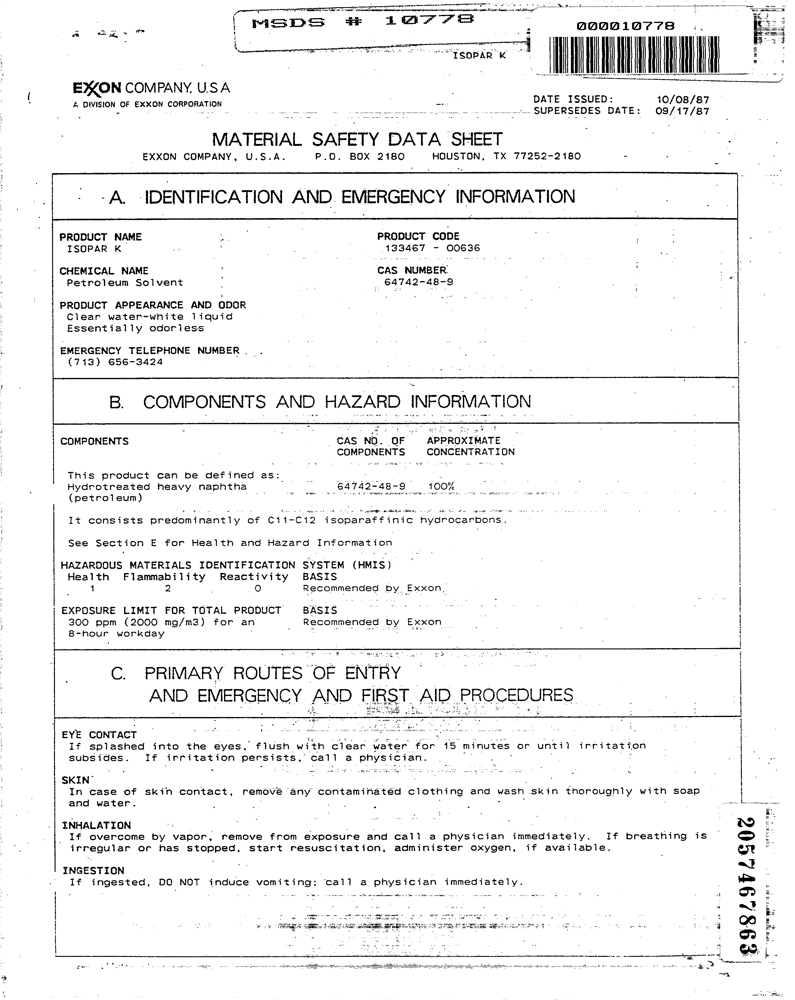 MSDS # 10778
000010778
ISOPAR K
EXXON COMPANY, U.S.A
A DIVISION OF EXXON CORPORATION
DATE ISSUED: 10/08/87
SUPERSEDES DATE: 09/17/87
MATERIAL SAFETY DATA SHEET
EXXON COMPANY, U.S.A. P.O. BOX 2180 HOUSTON, TX 77252-2180
A. IDENTIFICATION AND EMERGENCY INFORMATION
PRODUCT NAME PRODUCT CODE
ISOPAR K 133467 - 00636
CHEMICAL NAME CAS NUMBER
Petroleum Solvent 64742-48-9
PRODUCT APPEARANCE AND ODOR
Clear water-white liquid
Essentially odorless
EMERGENCY TELEPHONE NUMBER
(713) 656-3424
B. COMPONENTS AND HAZARD INFORMATION
COMPONENTS CAS NO. OF APPROXIMATE
COMPONENTS CONCENTRATION
This product can be defined as:
Hydrotreated heavy naphtha 64742-48-9 100%
(petroleum)
It consists predominantly of C11-C12 isoparaffinic hydrocarbons.
See Section E for Health and Hazard Information
HAZARDOUS MATERIALS IDENTIFICATION SYSTEM (HMIS)
Health Flammability Reactivity BASIS
1 2 0 Recommended by Exxon
EXPOSURE LIMIT FOR TOTAL PRODUCT BASIS
300 ppm (2000 mg/m3) for an Recommended by Exxon
8-hour workday
C. PRIMARY ROUTES OF ENTRY
AND EMERGENCY AND FIRST AID PROCEDURES
EYE CONTACT
If splashed into the eyes, flush with clear water for 15 minutes or until irritation
subsides. If irritation persists, call a physician.
SKIN
In case of skin contact, remove any contaminated clothing and wash skin thoroughly with soap
and water.
INHALATION
If overcome by vapor, remove from exposure and call a physician immediately. If breathing is
irregular or has stopped, start resuscitation, administer oxygen, if available.
INGESTION
If ingested, DO NOT induce vomiting; call a physician immediately.
2057467863